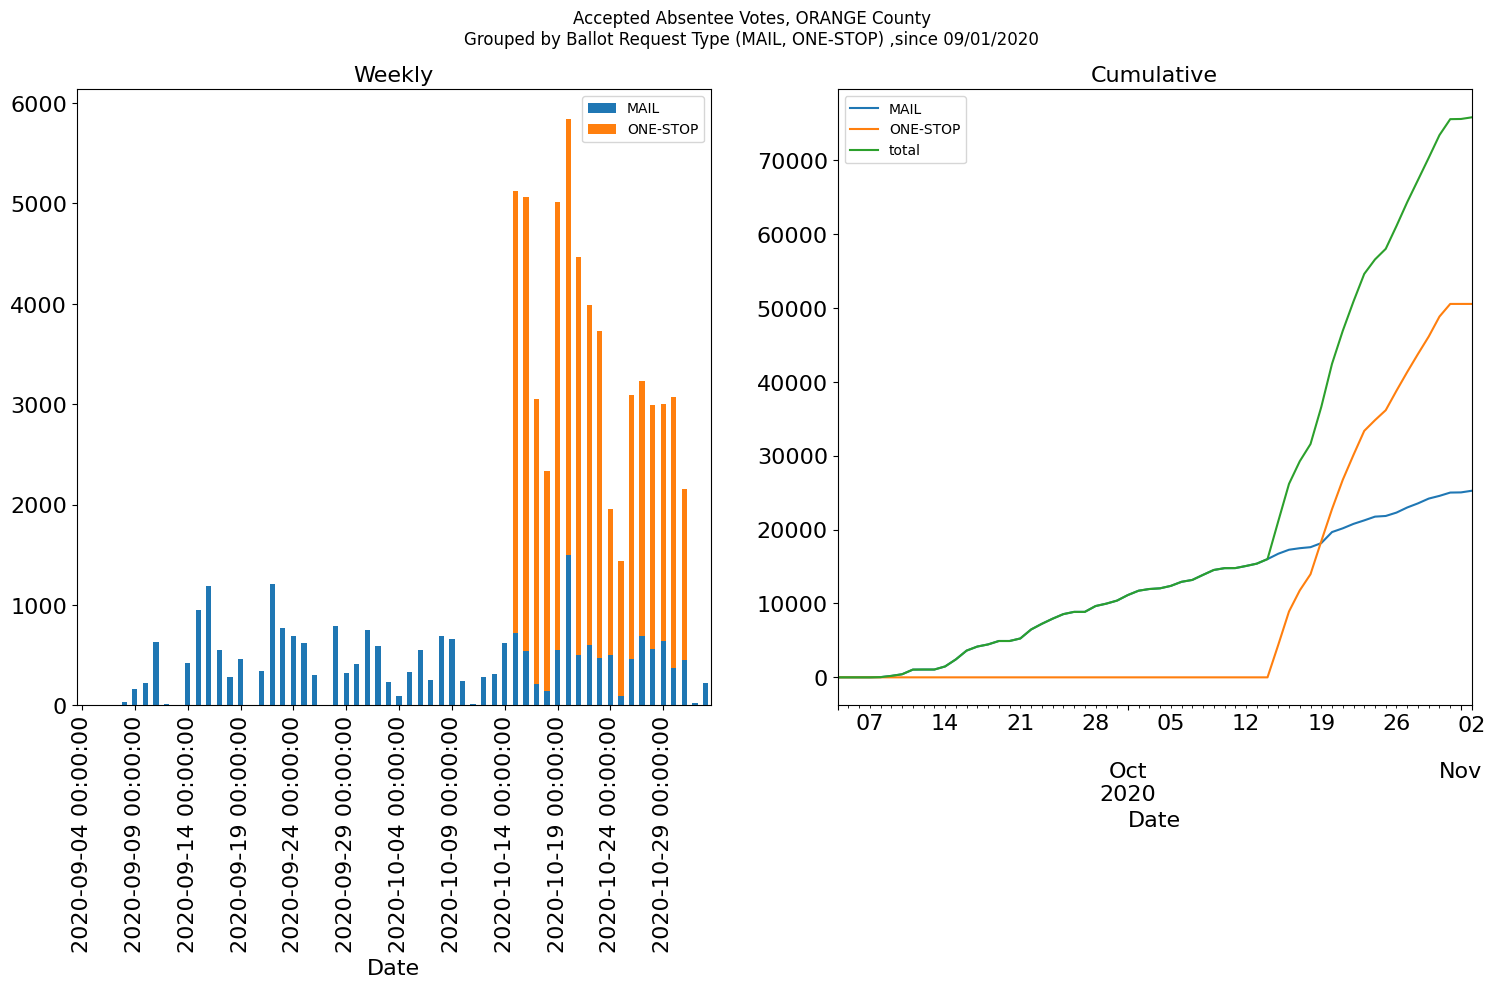 Accepted Absentee Votes, ORANGE County
Grouped by Ballot Request Type (MAIL, ONE-STOP) ,since 09/01/2020
Weekly
MAIL
ONE-STOP
6000
5000
4000
3000
2000
1000
0
2020-09-04 00:00:00
2020-09-09 00:00:00
2020-09-14 00:00:00
2020-09-19 00:00:00
2020-09-24 00:00:00
2020-09-29 00:00:00
2020-10-04 00:00:00
2020-10-09 00:00:00
2020-10-14 00:00:00
2020-10-19 00:00:00
2020-10-24 00:00:00
2020-10-29 00:00:00
Date
Cumulative
MAIL
ONE-STOP
total
70000
60000
50000
40000
30000
20000
10000
0
07 14 21 28 05 12 19 26 02
Oct Nov
2020
Date